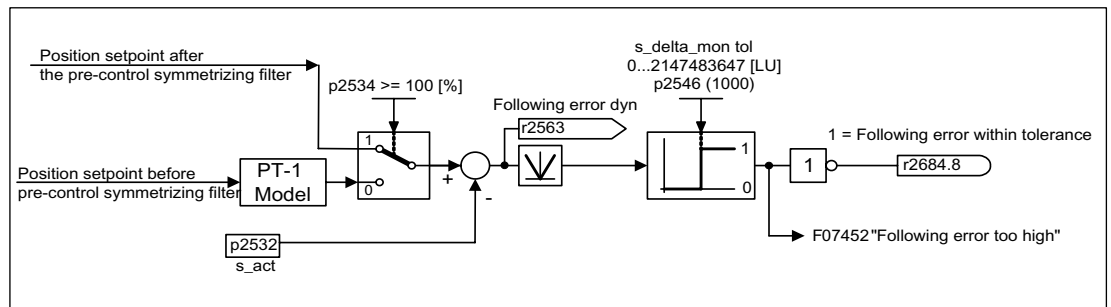 Position setpoint after
the pre-control symmetrizing filter
p2534 >= 100 [%]
s_delta_mon tol
0...2147483647 [LU]
p2546 (1000)
Following error dyn
r2563
1 = Following error within tolerance
1
0
Position setpoint before
pre-control symmetrizing filter
PT-1
Model
+
-
1
0
1
r2684.8
p2532
s_act
F07452"Following error too high"